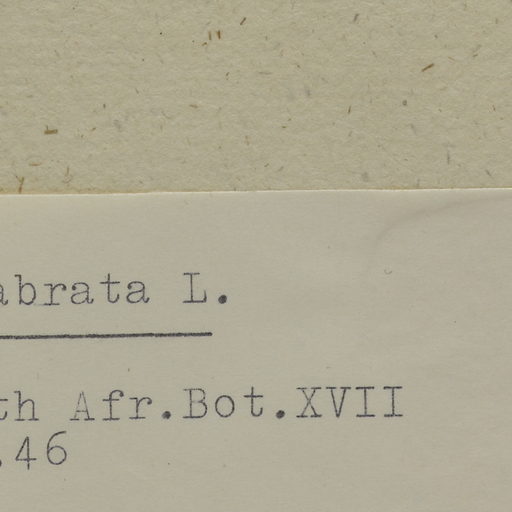 abrata L.
th Afr.Bot.XVII
.46